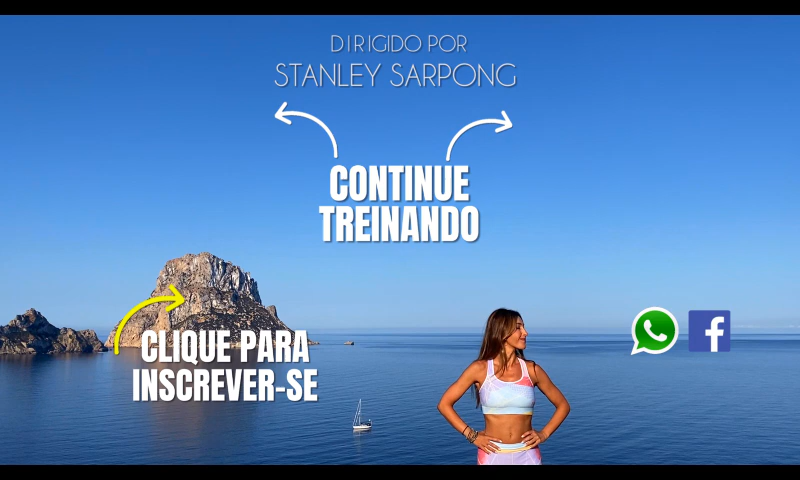 DIRIGIDO POR
STANLEY SARPONG
CONTINUE
TREINANDO
CLIQUE PARA
INSCREVER-SE